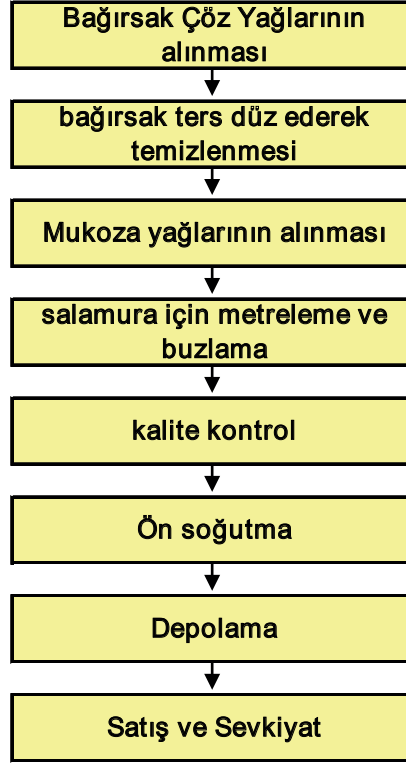 Bağırsak Çöz Yağlarının
alınması
bağırsak ters düz ederek
temizlenmesi
Mukoza yağlarının alınması
salamura için metreleme ve
buzlama
kalite kontrol
Ön soğutma
Depolama
Satış ve Sevkiyat